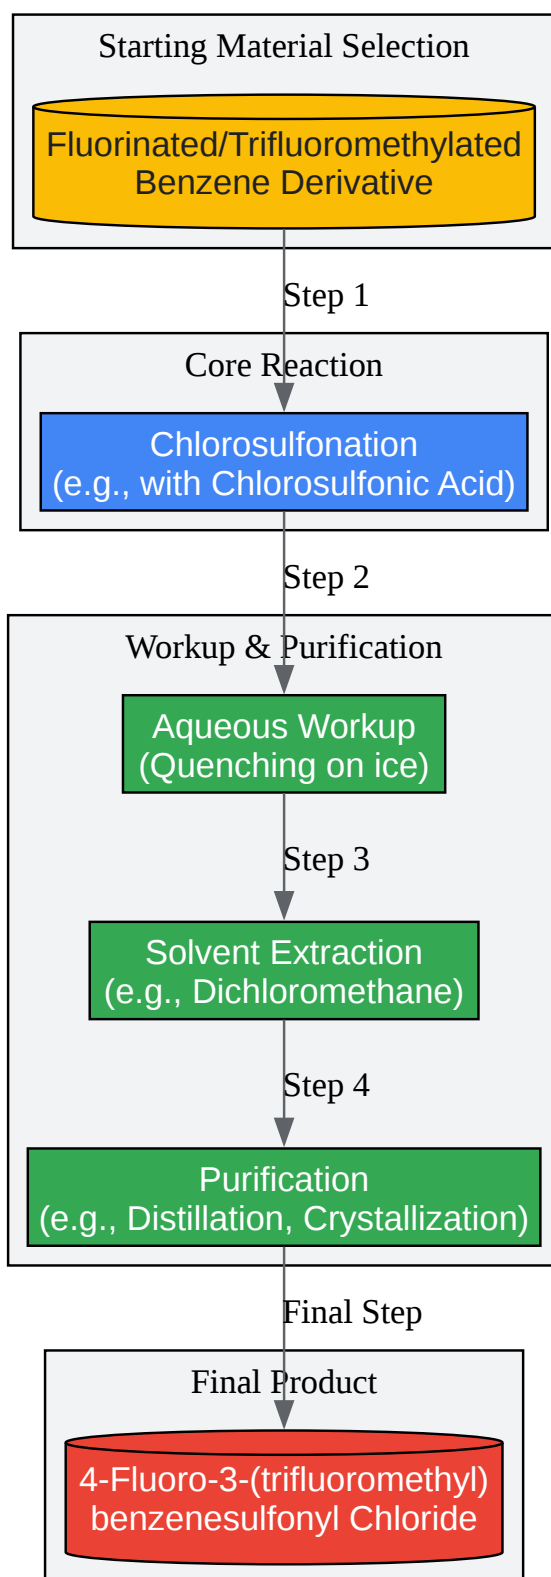 Starting Material Selection
Fluorinated/Trifluoromethylated
Benzene Derivative
Step 1
Core Reaction
Chlorosulfonation
(e.g., with Chlorosulfonic Acid)
Step 2
Workup & Purification
Aqueous Workup
(Quenching on ice)
Step 3
Solvent Extraction
(e.g., Dichloromethane)
Step 4
Purification
(e.g., Distillation, Crystallization)
Final Step
Final Product
4-Fluoro-3-(trifluoromethyl)
benzenesulfonyl Chloride